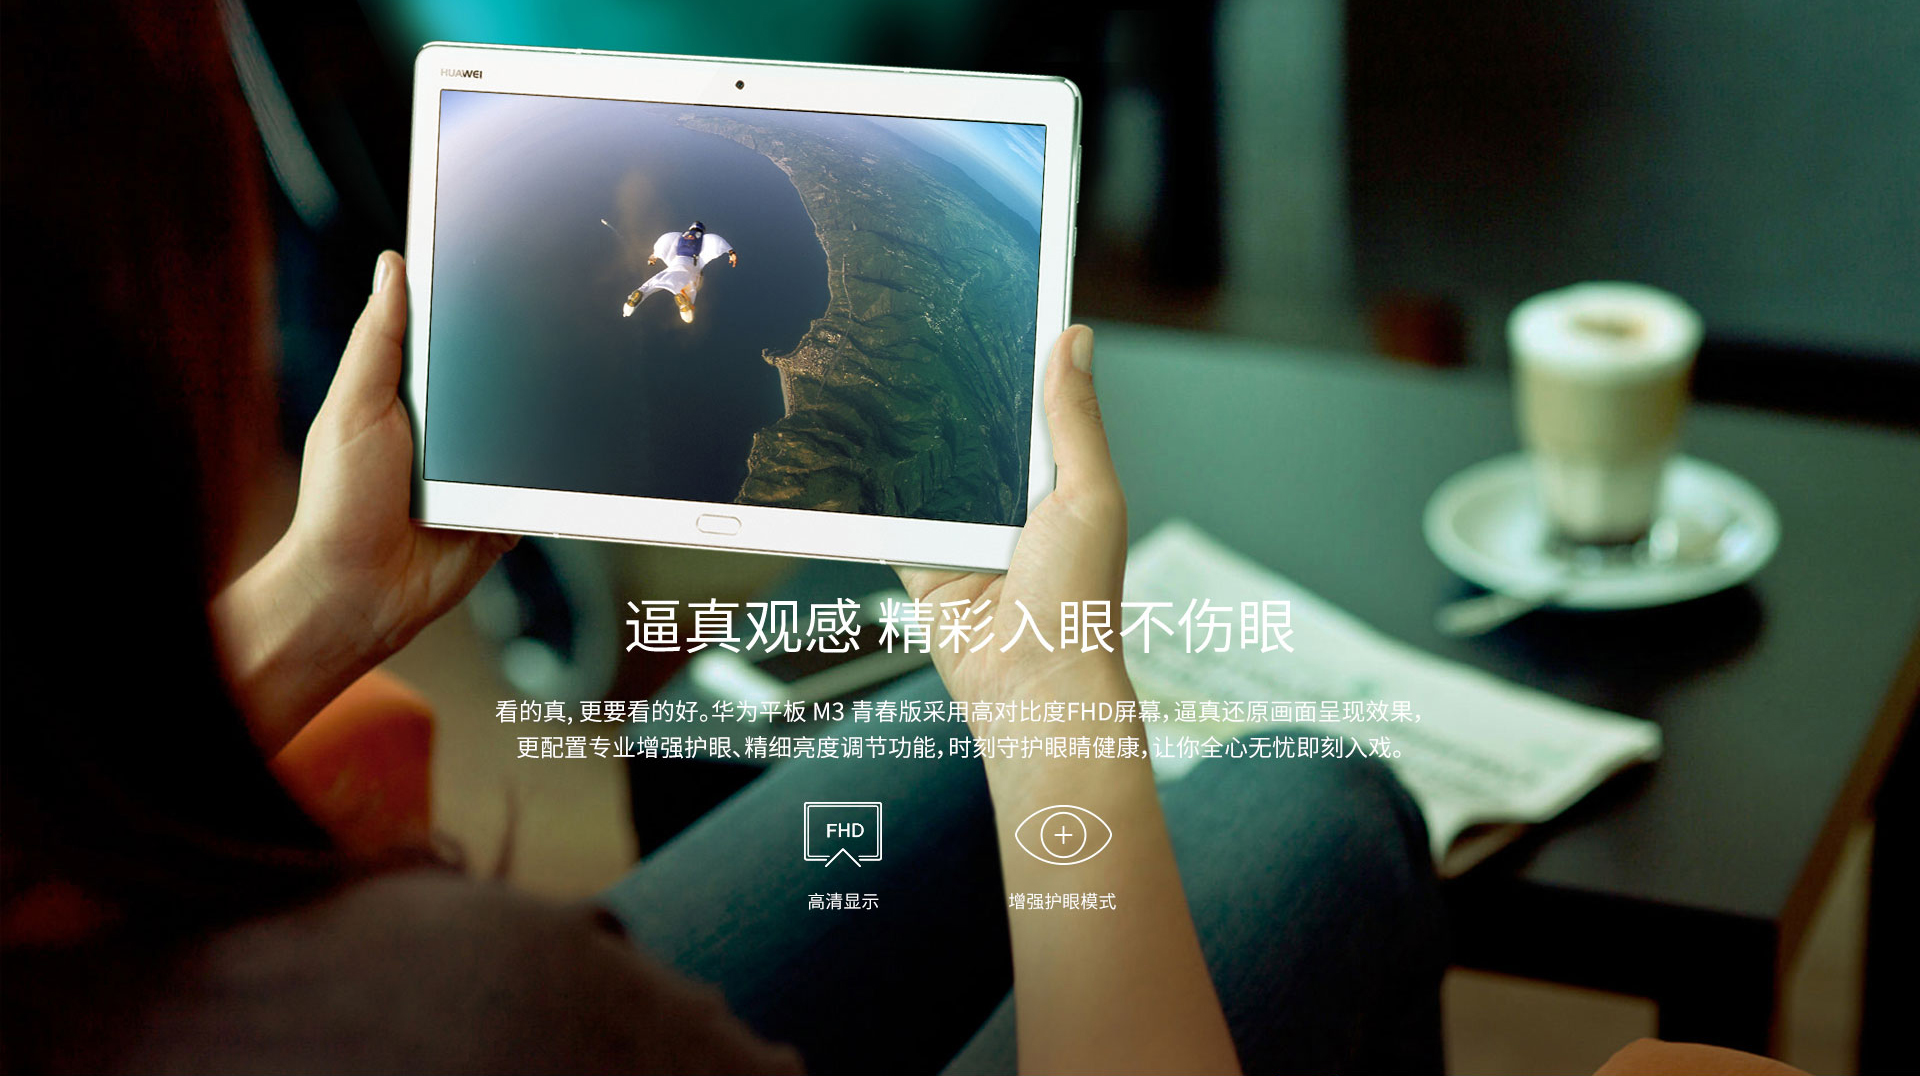 HUAWEI
逼真观感 精彩入眼不伤眼
看的真，更要看的好。华为平板 M3 青春版采用高对比度FHD屏幕，逼真还原画面呈现效果，
更配置专业增强护眼、精细亮度调节功能，时刻守护眼睛健康，让你全心无忧即刻入戏。
FHD
高清显示
增强护眼模式